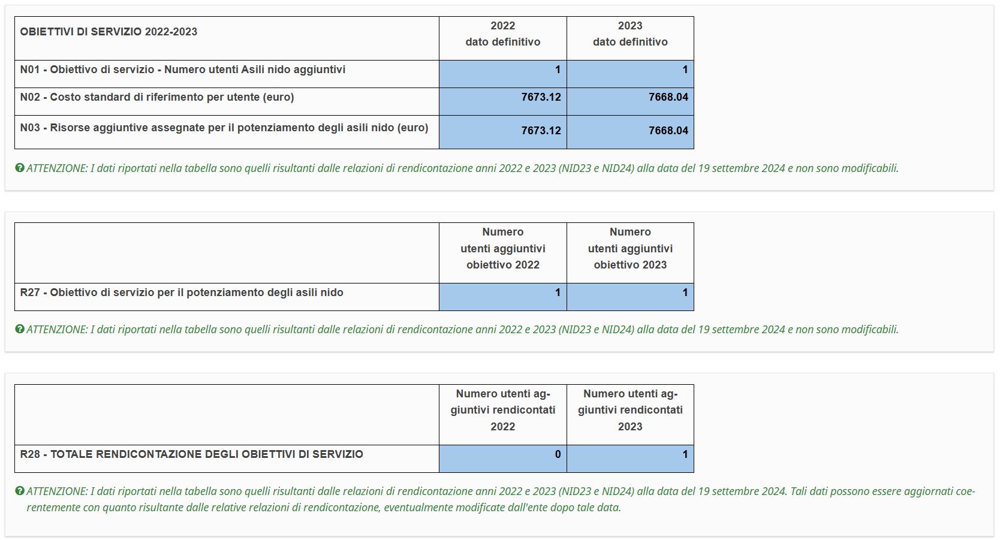 OBIETTIVI DI SERVIZIO 2022-2023
2022
dato definitivo
2023
dato definitivo
N01 - Obiettivo di servizio - Numero utenti Asili nido aggiuntivi
1
1
N02 - Costo standard di riferimento per utente (euro)
7673.12
7668.04
N03 - Risorse aggiuntive assegnate per il potenziamento degli asili nido (euro)
7673.12
7668.04
ATTENZIONE: I dati riportati nella tabella sono quelli risultanti dalle relazioni di rendicontazione anni 2022 e 2023 (NID23 e NID24) alla data del 19 settembre 2024 e non sono modificabili.
Numero
utenti aggiuntivi
obiettivo 2022
Numero
utenti aggiuntivi
obiettivo 2023
R27 - Obiettivo di servizio per il potenziamento degli asili nido
1
1
ATTENZIONE: I dati riportati nella tabella sono quelli risultanti dalle relazioni di rendicontazione anni 2022 e 2023 (NID23 e NID24) alla data del 19 settembre 2024 e non sono modificabili.
Numero utenti ag-
giuntivi rendicontati
2022
Numero utenti ag-
giuntivi rendicontati
2023
R28 - TOTALE RENDICONTAZIONE DEGLI OBIETTIVI DI SERVIZIO
0
1
ATTENZIONE: I dati riportati nella tabella sono quelli risultanti dalle relazioni di rendicontazione anni 2022 e 2023 (NID23 e NID24) alla data del 19 settembre 2024. Tali dati possono essere aggiornati coe-
rentemente con quanto risultante dalle relative relazioni di rendicontazione, eventualmente modificate dall'ente dopo tale data.